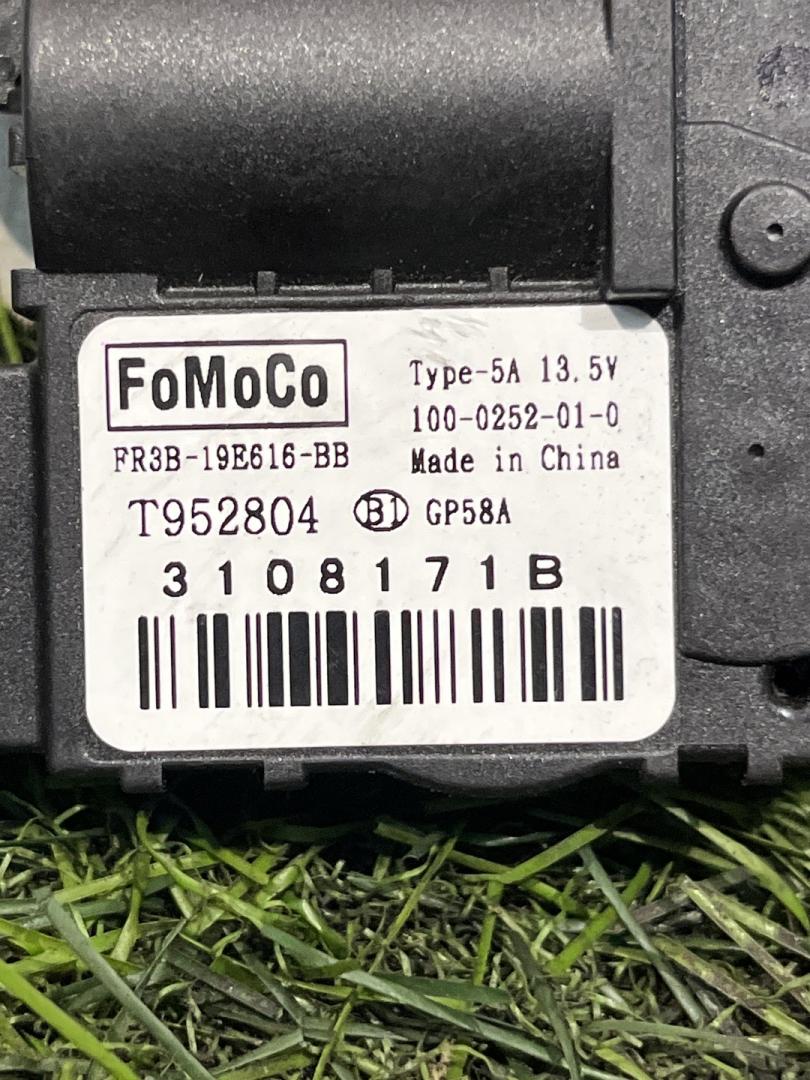 FoMoCo
FR3B-19E616-BB
Type-5A 13.5V
100-0252-01-0
Made in China
T952804 B1 GP58A
3108171B